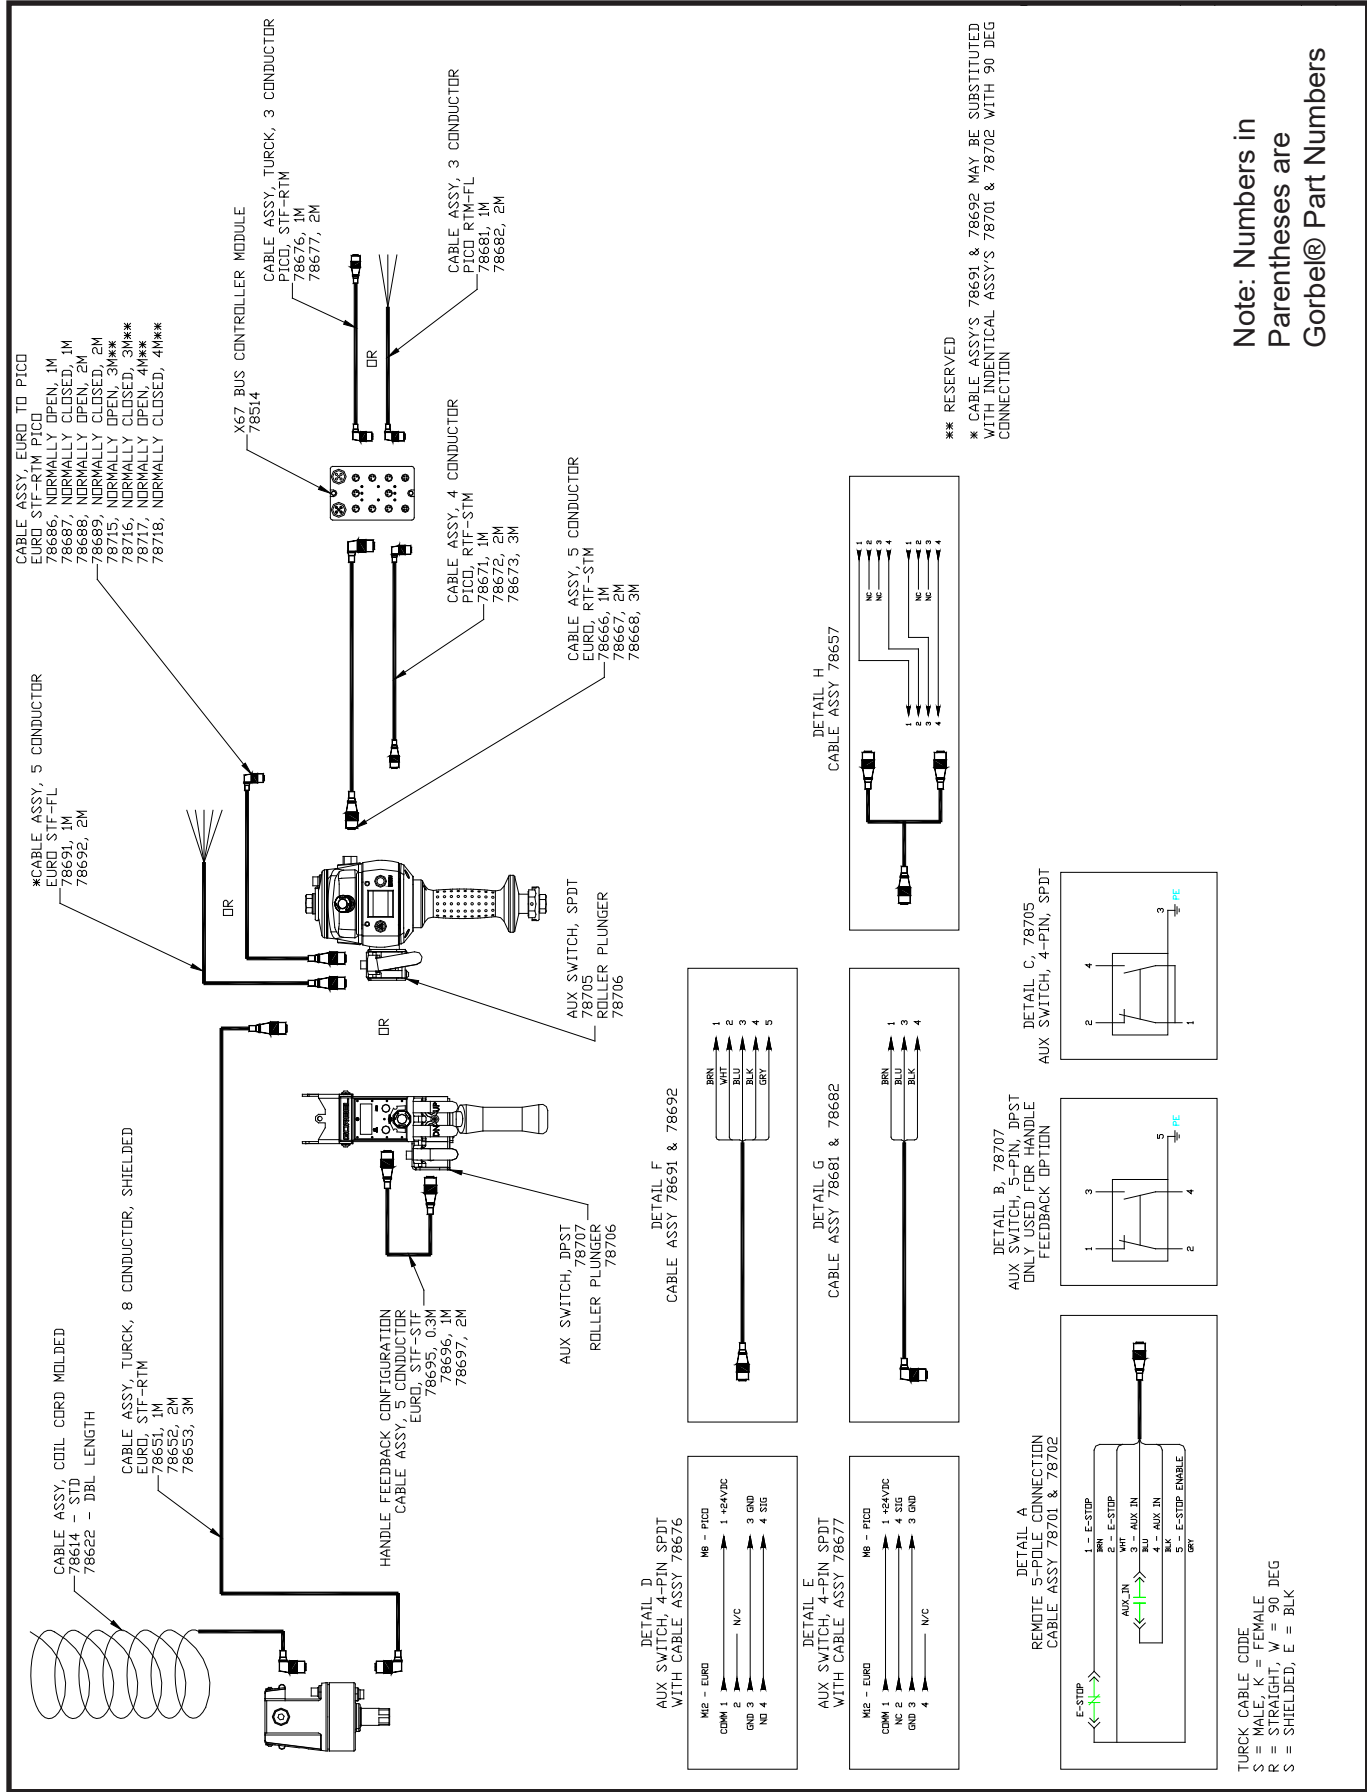 CABLE ASSY, COIL CORD MOLDED
78614 - STD
78622 - DBL LENGTH
CABLE ASSY, TURCK, 8 CONDUCTOR, SHIELDED
EURO, STF-RTM
78651, 1M
78652, 2M
78653, 3M
HANDLE FEEDBACK CONFIGURATION
CABLE ASSY, 5 CONDUCTOR
EURO, STF-STF
78695, 0.3M
78696, 1M
78697, 2M
AUX SWITCH, DPST
78707
ROLLER PLUNGER
78706
OR
*CABLE ASSY, 5 CONDUCTOR
EURO STF-FL
78691, 1M
78692, 2M
OR
CABLE ASSY, EURO TO PICO
EURO STF-RTM PICO
78686, NORMALLY OPEN, 1M
78687, NORMALLY CLOSED, 1M
78688, NORMALLY OPEN, 2M
78689, NORMALLY CLOSED, 2M
78715, NORMALLY OPEN, 3M**
78716, NORMALLY CLOSED, 3M**
78717, NORMALLY OPEN, 4M**
78718, NORMALLY CLOSED, 4M**
AUX SWITCH, SPDT
78705
ROLLER PLUNGER
78706
X67 BUS CONTROLLER MODULE
78514
CABLE ASSY, TURCK, 3 CONDUCTOR
PICO, STF-RTM
78676, 1M
78677, 2M
OR
CABLE ASSY, 3 CONDUCTOR
PICO RTM-FL
78681, 1M
78682, 2M
CABLE ASSY, 4 CONDUCTOR
PICO, RTF-STM
78671, 1M
78672, 2M
78673, 3M
CABLE ASSY, 5 CONDUCTOR
EURO, RTF-STM
78666, 1M
78667, 2M
78668, 3M
DN
UP
DETAIL D
AUX SWITCH, 4-PIN SPDT
WITH CABLE ASSY 78676
M12 - EURO M8 - PICO
COMM 1 1 +24VDC
2 N/C
GND 3 3 GND
NO 4 4 SIG
DETAIL E
AUX SWITCH, 4-PIN SPDT
WITH CABLE ASSY 78677
M12 - EURO M8 - PICO
COMM 1 1 +24VDC
NC 2 4 SIG
GND 3 3 GND
4 N/C
DETAIL F
CABLE ASSY 78691 & 78692
BRN 1
WHT 2
BLU 3
BLK 4
GRY 5
DETAIL G
CABLE ASSY 78681 & 78682
BRN 1
BLU 3
BLK 4
DETAIL H
CABLE ASSY 78657
1
2
3
4
1
NC 2
NC 3
4
1
NC 2
NC 3
4
DETAIL A
REMOTE 5-POLE CONNECTION
CABLE ASSY 78701 & 78702
E-STOP
AUX_IN
1 - E-STOP
BRN
2 - E-STOP
WHT
3 - AUX IN
BLU
4 - AUX IN
BLK
5 - E-STOP ENABLE
GRY
DETAIL B, 78707
AUX SWITCH, 5-PIN, DPST
ONLY USED FOR HANDLE
FEEDBACK OPTION
1 3 5
2 4 PE
DETAIL C, 78705
AUX SWITCH, 4-PIN, SPDT
2 4 3
1 PE
TURCK CABLE CODE
S = MALE, K = FEMALE
R = STRAIGHT, W = 90 DEG
S = SHIELDED, E = BLK
** RESERVED
* CABLE ASSY'S 78691 & 78692 MAY BE SUBSTITUTED
WITH INDENTICAL ASSY'S 78701 & 78702 WITH 90 DEG
CONNECTION
Note: Numbers in
Parentheses are
Gorbel® Part Numbers